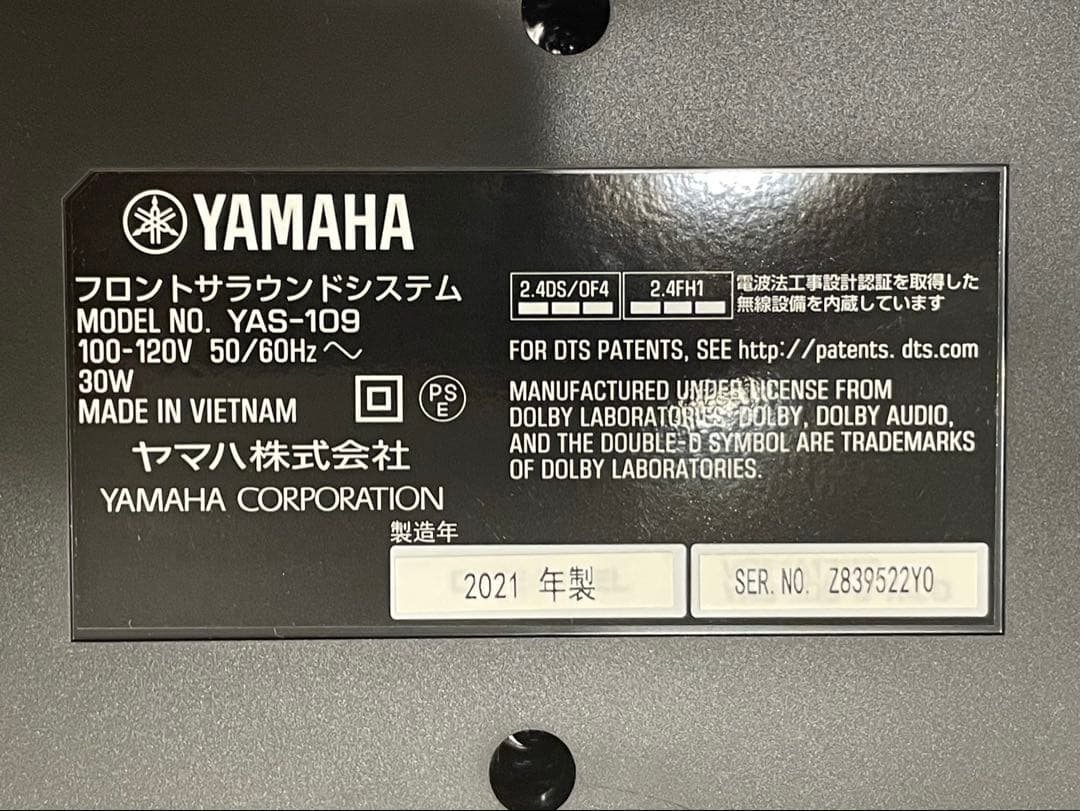 YAMAHA
フロントサラウンドシステム
MODEL NO. YAS-109
100-120V 50/60Hz ～
30W
MADE IN VIETNAM
PS
E
ヤマハ株式会社
YAMAHA CORPORATION
2.4DS/OF4
2.4FH1
電波法工事設計認証を取得した
無線設備を内蔵しています
FOR DTS PATENTS, SEE http://patents.dts.com
MANUFACTURED UNDER LICENSE FROM
DOLBY LABORATORIES. DOLBY, DOLBY AUDIO,
AND THE DOUBLE-D SYMBOL ARE TRADEMARKS
OF DOLBY LABORATORIES.
製造年
2021 年製
SER. NO. Z839522Y0